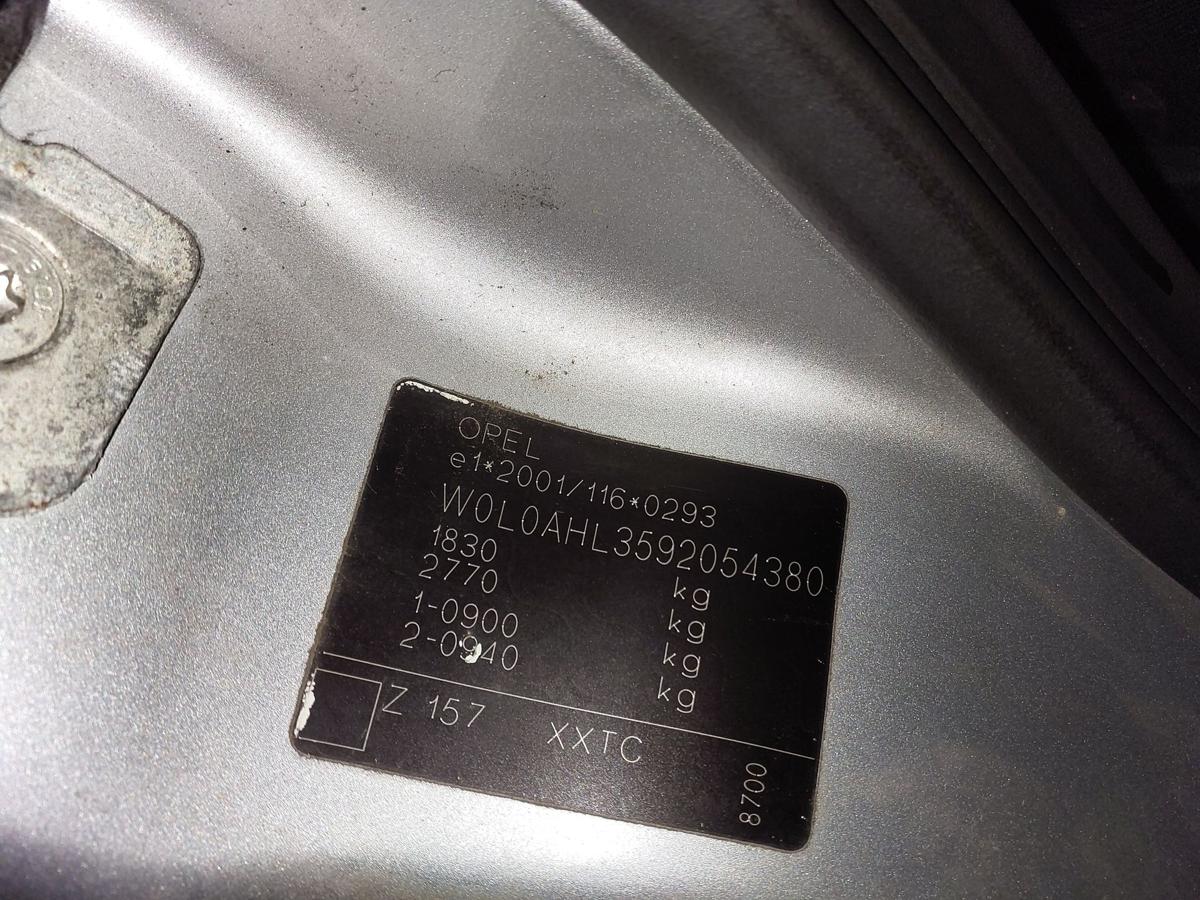 OPEL
e1*2001/116*0293
W0L0AHL3592054380
1830 kg
2770 kg
1-0900 kg
2-0940 kg
Z 157 XXTC
8700